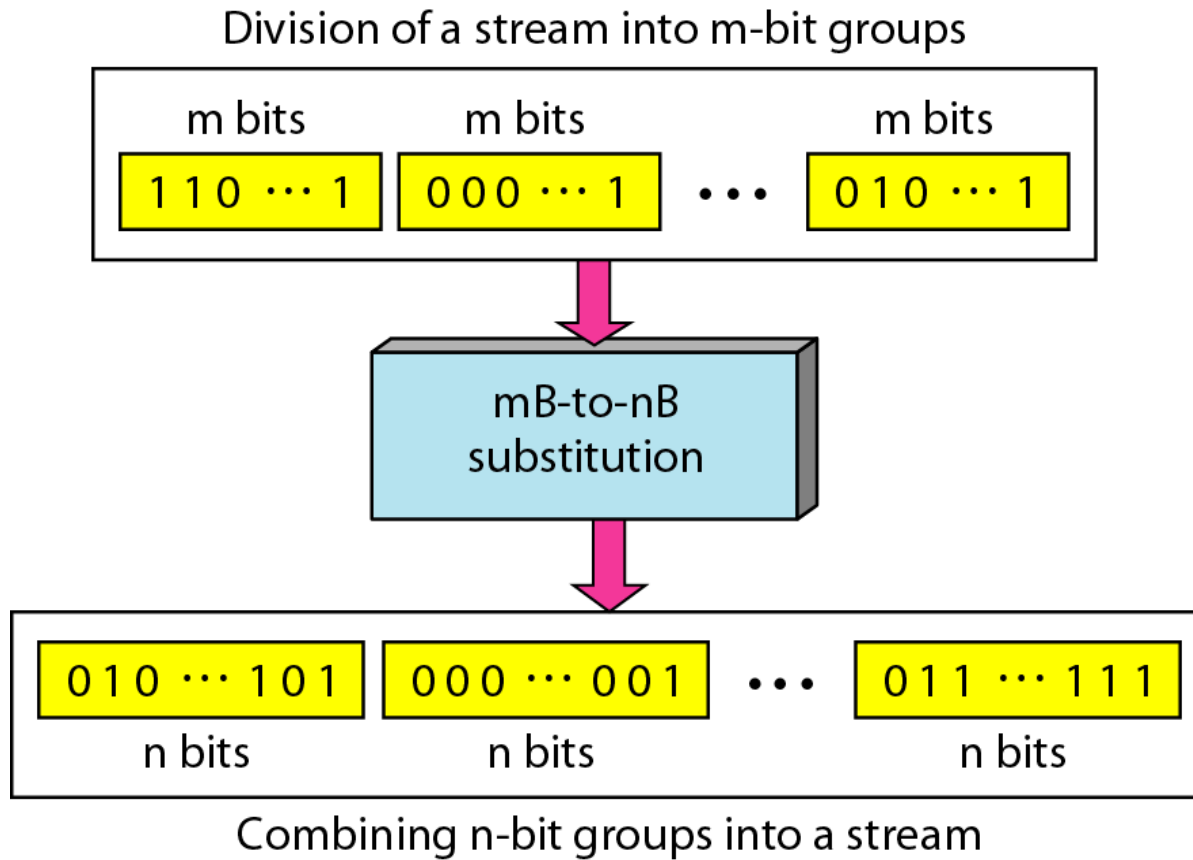 Division of a stream into m-bit groups
m bits m bits m bits
1 1 0 ··· 1 0 0 0 ··· 1 ••• 0 1 0 ··· 1
mB-to-nB
substitution
0 1 0 ··· 1 0 1 0 0 0 ··· 0 0 1 ••• 0 1 1 ··· 1 1 1
n bits n bits n bits
Combining n-bit groups into a stream